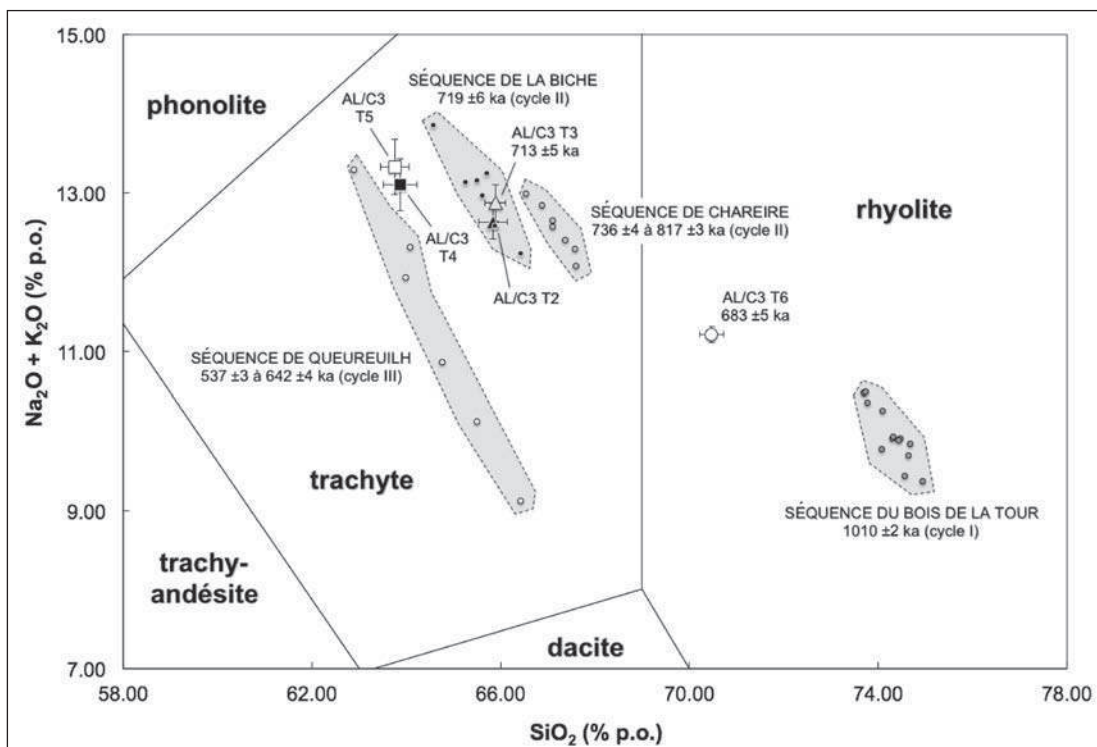 15.00
13.00
11.00
9.00
7.00
Na₂O + K₂O (% p.o.)
58.00
62.00
66.00
70.00
74.00
78.00
SiO₂ (% p.o.)
phonolite
SÉQUENCE DE LA BICHE
719 ±6 ka (cycle II)
AL/C3
T5
AL/C3 T3
713 ±5 ka
SÉQUENCE DE CHAREIRE
736 ±4 à 817 ±3 ka (cycle II)
rhyolite
AL/C3
T4
AL/C3 T2
AL/C3 T6
683 ±5 ka
SÉQUENCE DE QUEUREUILH
537 ±3 à 642 ±4 ka (cycle III)
trachyte
SÉQUENCE DU BOIS DE LA TOUR
1010 ±2 ka (cycle I)
trachy-
andésite
dacite